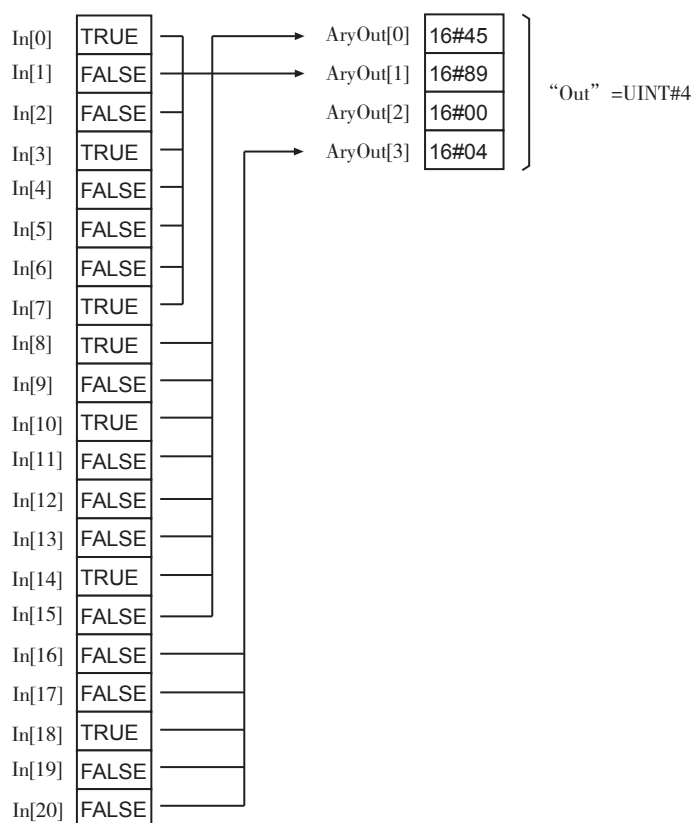 In[0] TRUE AryOut[0] 16#45
In[1] FALSE AryOut[1] 16#89 “Out” =UINT#4
In[2] FALSE AryOut[2] 16#00
In[3] TRUE AryOut[3] 16#04
In[4] FALSE
In[5] FALSE
In[6] FALSE
In[7] TRUE
In[8] TRUE
In[9] FALSE
In[10] TRUE
In[11] FALSE
In[12] FALSE
In[13] FALSE
In[14] TRUE
In[15] FALSE
In[16] FALSE
In[17] FALSE
In[18] TRUE
In[19] FALSE
In[20] FALSE